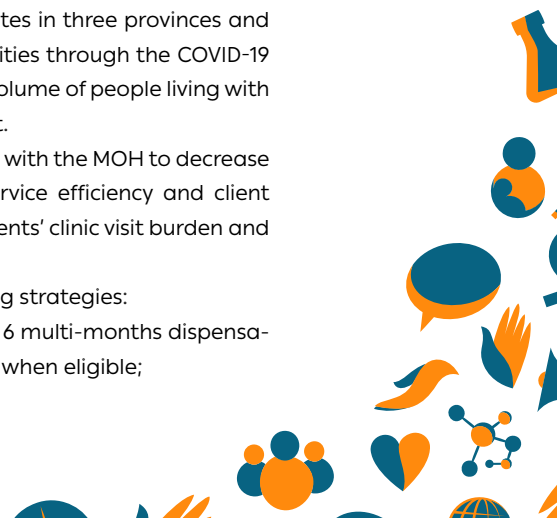 tes in three provinces and
ities through the COVID-19
olume of people living with
t.
with the MOH to decrease
rvice efficiency and client
ents' clinic visit burden and
g strategies:
6 multi-months dispensa-
when eligible;